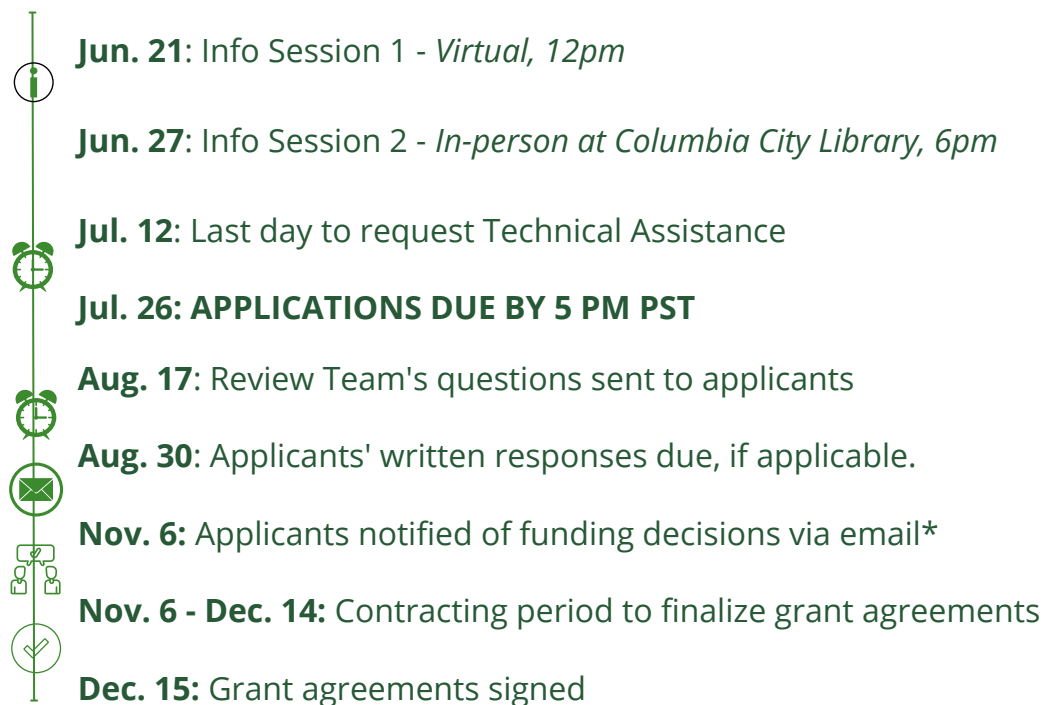 Jun. 21: Info Session 1 - Virtual, 12pm
Jun. 27: Info Session 2 - In-person at Columbia City Library, 6pm
Jul. 12: Last day to request Technical Assistance
Jul. 26: APPLICATIONS DUE BY 5 PM PST
Aug. 17: Review Team's questions sent to applicants
Aug. 30: Applicants' written responses due, if applicable.
Nov. 6: Applicants notified of funding decisions via email*
Nov. 6 - Dec. 14: Contracting period to finalize grant agreements
Dec. 15: Grant agreements signed